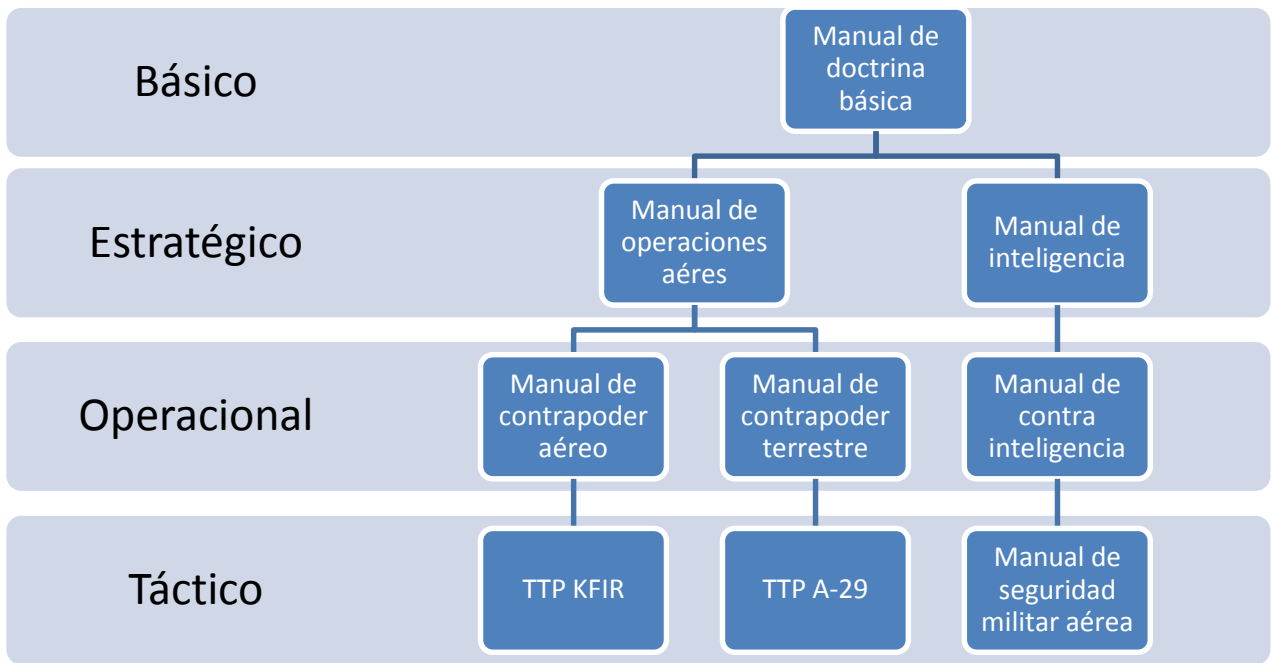 Básico
Manual de
doctrina
básica
Estratégico
Manual de
operaciones
aéres
Manual de
inteligencia
Operacional
Manual de
contrapoder
aéreo
Manual de
contrapoder
terrestre
Manual de
contra
inteligencia
Táctico
TTP KFIR
TTP A-29
Manual de
seguridad
militar aérea